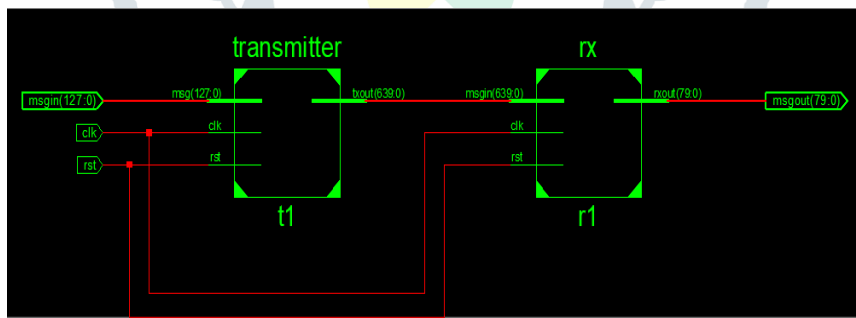 transmitter
rx
msgin(127:0)
msg(127:0)
txout(639:0)
msgin(639:0)
rxout(79:0)
msgout(79:0)
clk
clk
clk
rst
rst
rst
t1
r1